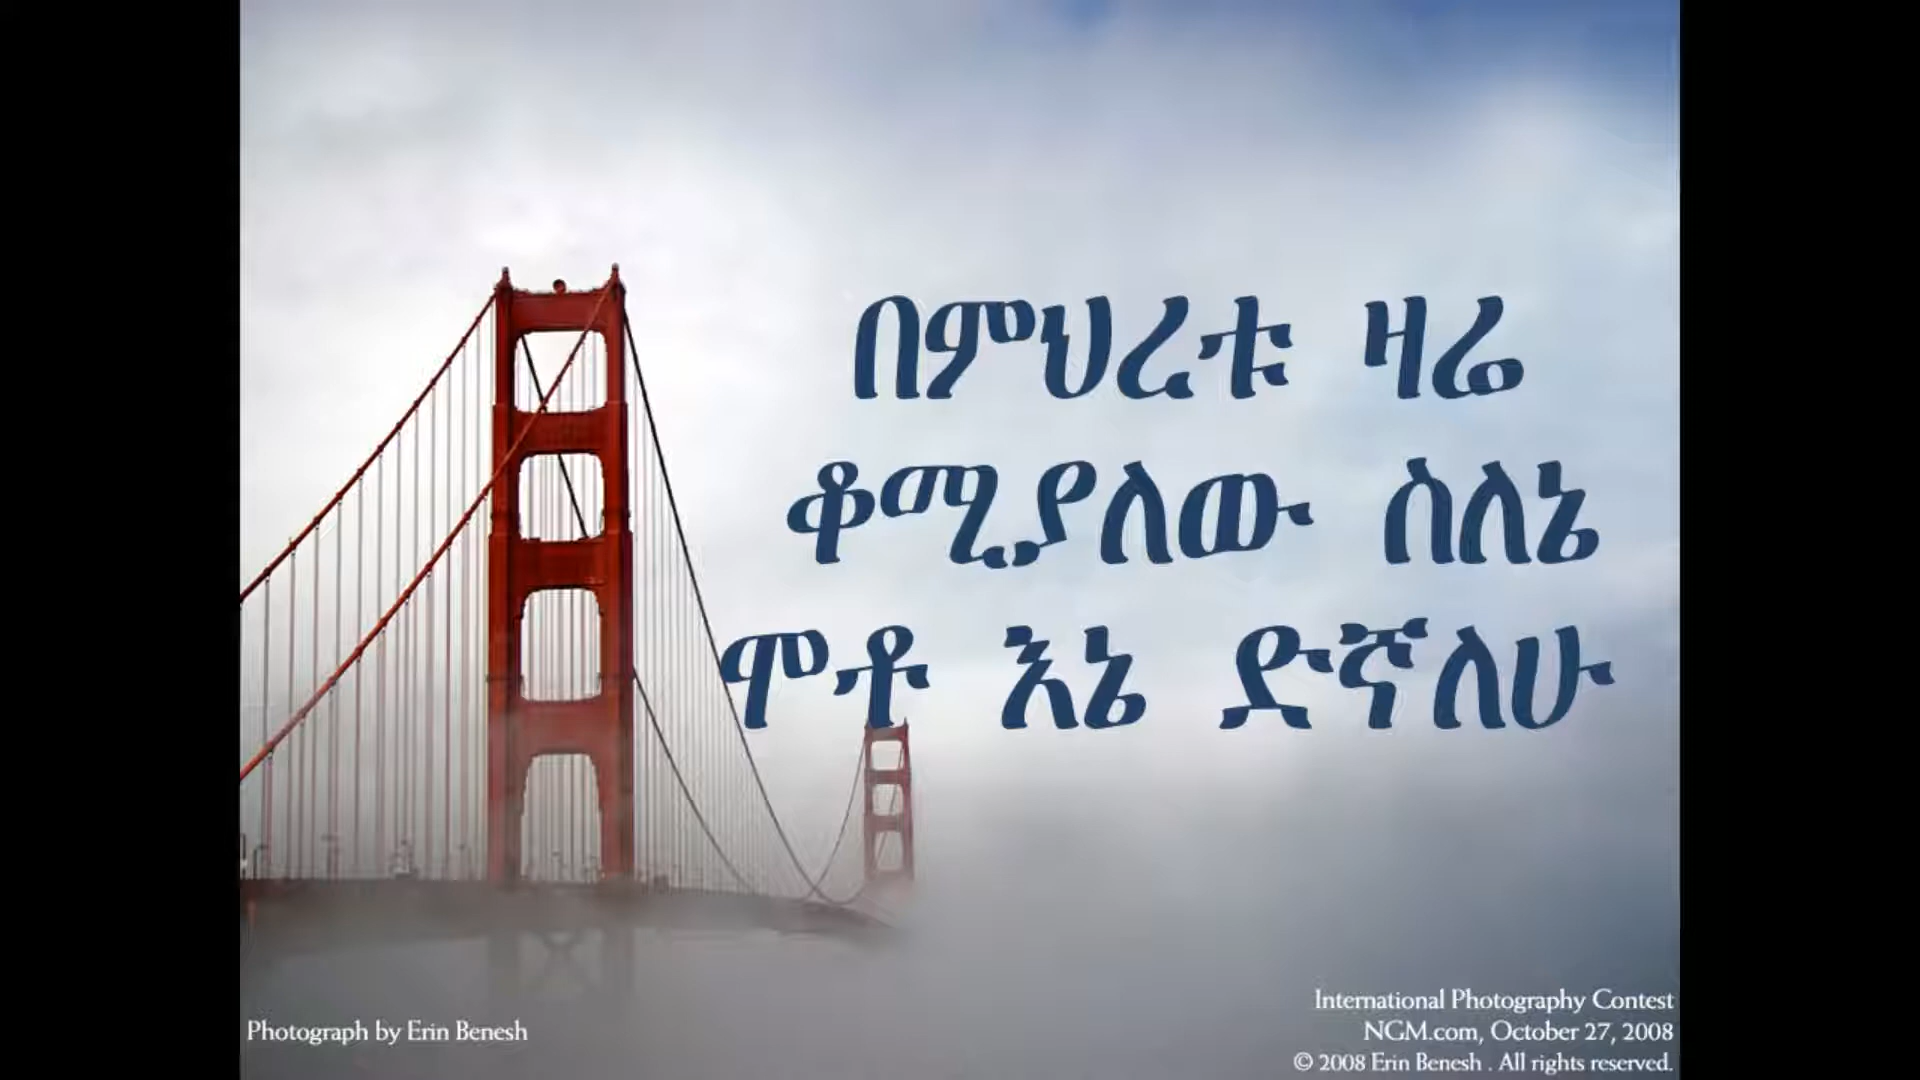 በምህረቱ ዛሬ
ቆሚያለው ስለኔ
ሞቶ እኔ ድኛለሁ
Photograph by Erin Benesh
International Photography Contest
NGM.com, October 27, 2008
© 2008 Erin Benesh . All rights reserved.